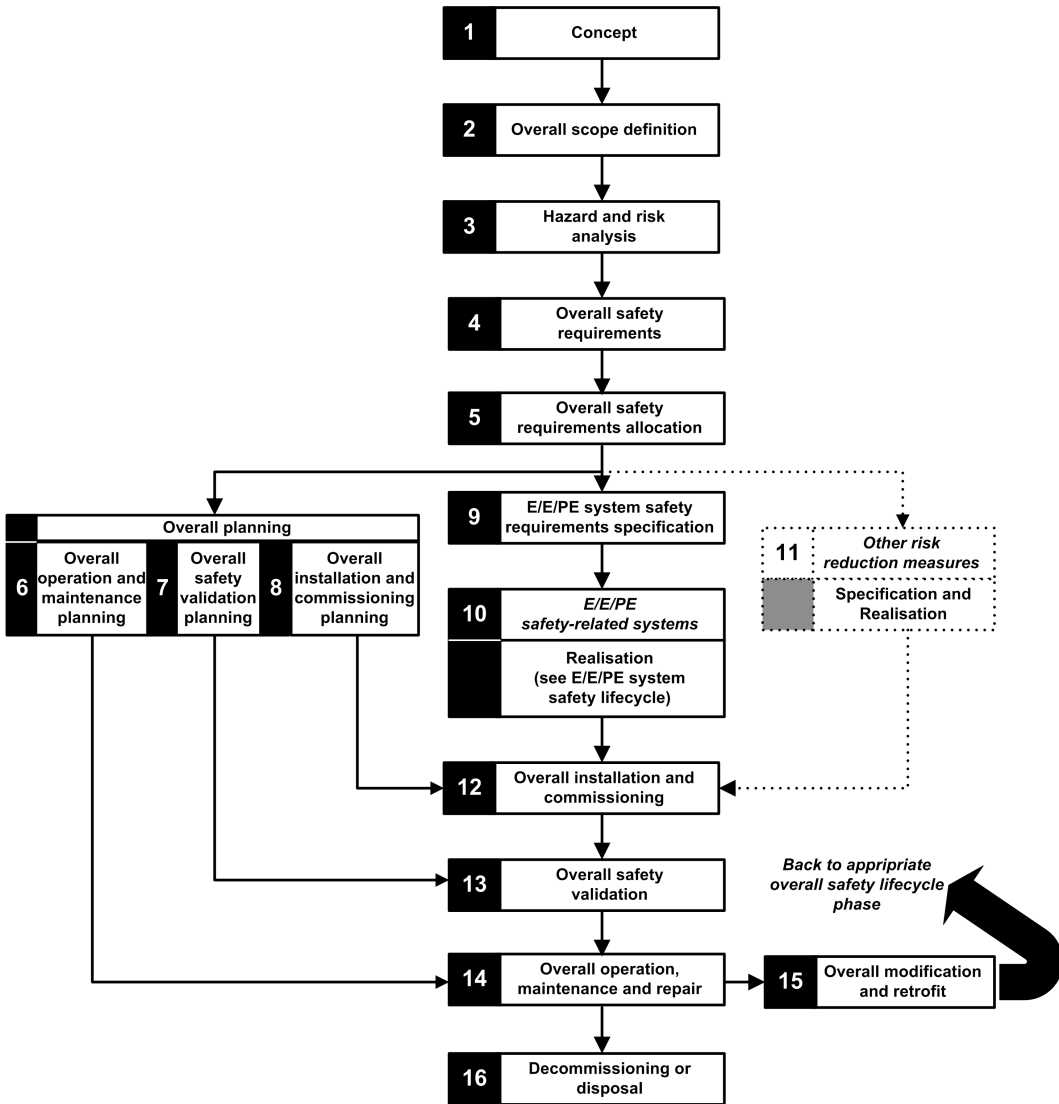 1
Concept
2
Overall scope definition
3
Hazard and risk
analysis
4
Overall safety
requirements
5
Overall safety
requirements allocation
Overall planning
6
Overall
operation and
maintenance
planning
7
Overall
safety
validation
planning
8
Overall
installation and
commissioning
planning
9
E/E/PE system safety
requirements specification
10
E/E/PE
safety-related systems
Realisation
(see E/E/PE system
safety lifecycle)
11
Other risk
reduction measures
Specification and
Realisation
12
Overall installation and
commissioning
13
Overall safety
validation
Back to appripriate
overall safety lifecycle
phase
14
Overall operation,
maintenance and repair
15
Overall modification
and retrofit
16
Decommissioning or
disposal